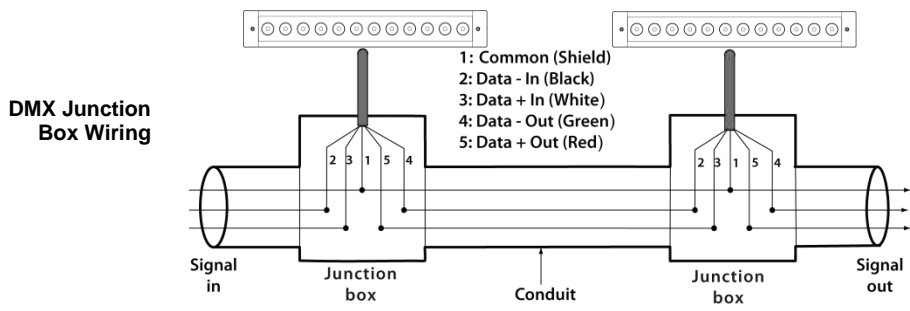 1: Common (Shield)
2: Data - In (Black)
3: Data + In (White)
4: Data - Out (Green)
5: Data + Out (Red)
DMX Junction
Box Wiring
2 3 1 5 4
2 3 1 5 4
Signal
in
Junction
box
Conduit
Junction
box
Signal
out